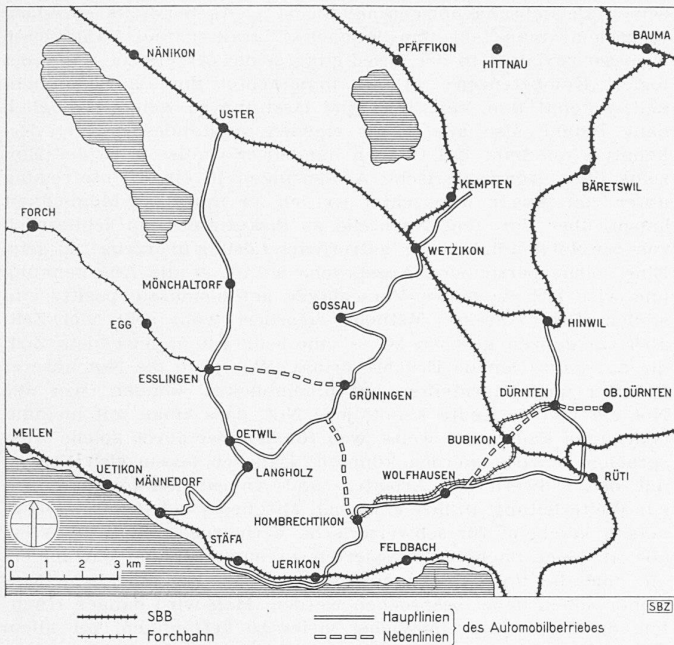 BAUMA
NÄNIKON
PFÄFFIKON
HITTNAU
USTER
BÄRETSWIL
KEMPTEN
FORCH
WETZIKON
MÖNCHALTORF
GOSSAU
EGG
HINWIL
ESSLINGEN
GRÜNINGEN
DÜRNTEN
OB. DÜRNTEN
MEILEN
OETWIL
BUBIKON
UETIKON
LANGHOLZ
MÄNNEDORF
WOLFHAUSEN
RÜTI
HOMBRECHTIKON
STÄFA
FELDBACH
UERIKON
0 1 2 3 km
SBZ
SBB
Forchbahn
Hauptlinien
Nebenlinien
des Automobilbetriebes